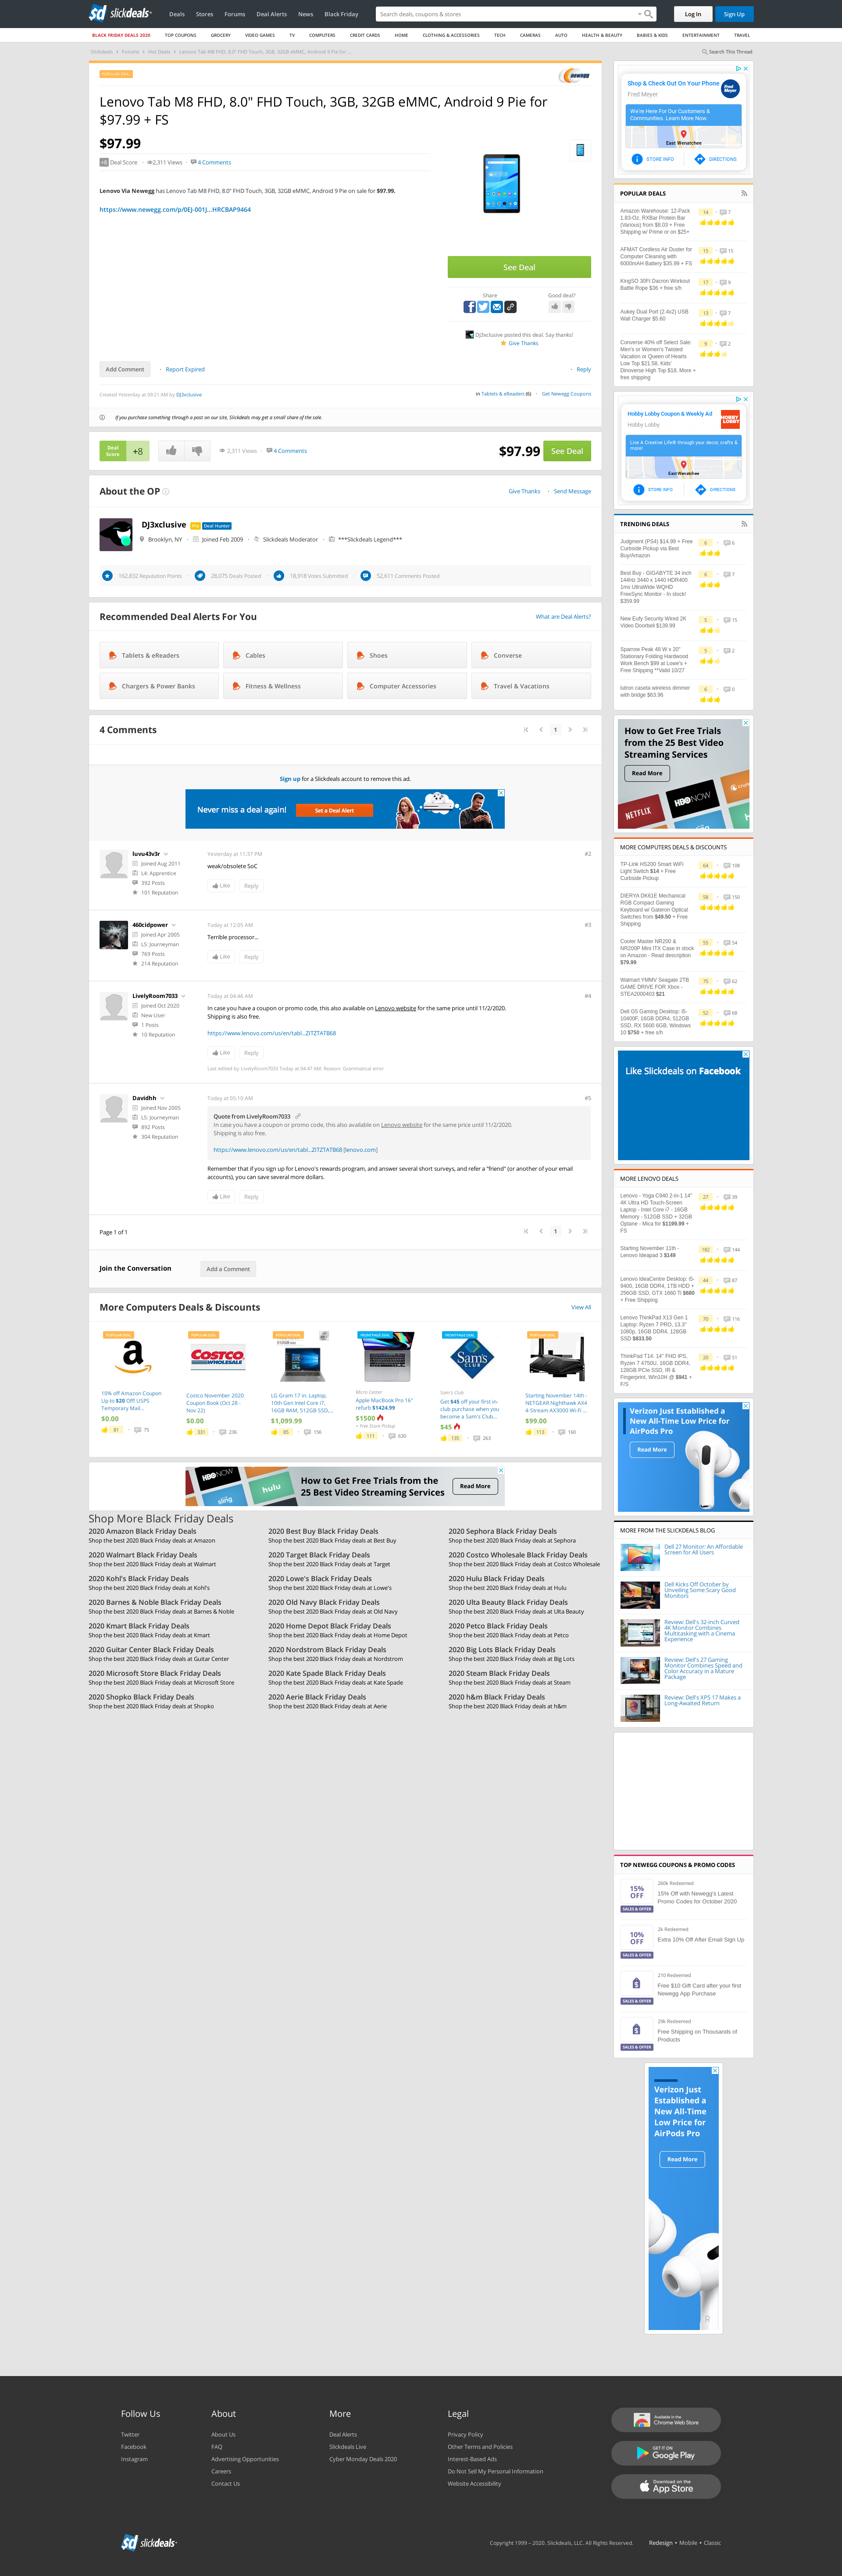 slickdeals
Deals Stores Forums Deal Alerts News Black Friday
Search deals, coupons & stores
Log In Sign Up
BLACK FRIDAY DEALS 2020 TOP COUPONS GROCERY VIDEO GAMES TV COMPUTERS CREDIT CARDS HOME CLOTHING & ACCESSORIES TECH CAMERAS AUTO HEALTH & BEAUTY BABIES & KIDS ENTERTAINMENT TRAVEL
Slickdeals Forums Hot Deals Lenovo Tab M8 FHD, 8.0" FHD Touch, 3GB, 32GB eMMC, Android 9 Pie for ...
Search This Thread
POPULAR DEAL
newegg
Lenovo Tab M8 FHD, 8.0" FHD Touch, 3GB, 32GB eMMC, Android 9 Pie for
$97.99 + FS
$97.99
+8 Deal Score 2,311 Views 4 Comments
Lenovo Via Newegg has Lenovo Tab M8 FHD, 8.0" FHD Touch, 3GB, 32GB eMMC, Android 9 Pie on sale for $97.99.
https://www.newegg.com/p/0EJ-001J...HRCBAP9464
See Deal
Share Good deal?
DJ3xclusive posted this deal. Say thanks!
Give Thanks
Add Comment Report Expired Reply
Created Yesterday at 09:21 AM by DJ3xclusive
in Tablets & eReaders (6) Get Newegg Coupons
If you purchase something through a post on our site, Slickdeals may get a small share of the sale.
Deal
Score
+8
2,311 Views 4 Comments
$97.99 See Deal
About the OP
Give Thanks Send Message
DJ3xclusive Pro Deal Hunter
Brooklyn, NY Joined Feb 2009 Slickdeals Moderator ***Slickdeals Legend***
162,832 Reputation Points 28,075 Deals Posted 18,918 Votes Submitted 52,611 Comments Posted
Recommended Deal Alerts For You
What are Deal Alerts?
Tablets & eReaders Cables Shoes Converse
Chargers & Power Banks Fitness & Wellness Computer Accessories Travel & Vacations
4 Comments
1
Sign up for a Slickdeals account to remove this ad.
Never miss a deal again! Set a Deal Alert
luvu43v3r
Joined Aug 2011
L4: Apprentice
392 Posts
101 Reputation
Yesterday at 11:37 PM
#2
weak/obsolete SoC
Like Reply
460cidpower
Joined Apr 2005
L5: Journeyman
769 Posts
214 Reputation
Today at 12:05 AM
#3
Terrible processor...
Like Reply
LivelyRoom7033
Joined Oct 2020
New User
1 Posts
10 Reputation
Today at 04:46 AM
#4
In case you have a coupon or promo code, this also available on Lenovo website for the same price until 11/2/2020.
Shipping is also free.
https://www.lenovo.com/us/en/tabl...ZITZTATB68
Like Reply
Last edited by LivelyRoom7033 Today at 04:47 AM. Reason: Grammatical error
Davidhh
Joined Nov 2005
L5: Journeyman
892 Posts
304 Reputation
Today at 05:10 AM
#5
Quote from LivelyRoom7033
In case you have a coupon or promo code, this also available on Lenovo website for the same price until 11/2/2020.
Shipping is also free.
https://www.lenovo.com/us/en/tabl...ZITZTATB68 [lenovo.com]
Remember that if you sign up for Lenovo's rewards program, and answer several short surveys, and refer a "friend" (or another of your email
accounts), you can save several more dollars.
Like Reply
Page 1 of 1
1
Join the Conversation Add a Comment
More Computers Deals & Discounts
View All
POPULAR DEAL
10% off Amazon Coupon
Up to $20 Off! USPS
Temporary Mail...
$0.00
81 75
POPULAR DEAL
COSTCO
WHOLESALE
Costco November 2020
Coupon Book (Oct 28 -
Nov 22)
$0.00
331 236
POPULAR DEAL
512GB SSD
LG Gram 17 in. Laptop,
10th Gen Intel Core i7,
16GB RAM, 512GB SSD,...
$1,099.99
85 156
FRONTPAGE DEAL
Micro Center
Apple MacBook Pro 16"
refurb $1424.99
$1500
+ Free Store Pickup
111 630
FRONTPAGE DEAL
Sam's
CLUB
Sam's Club
Get $45 off your first in-
club purchase when you
become a Sam's Club...
$45
135 263
POPULAR DEAL
Starting November 14th -
NETGEAR Nighthawk AX4
4-Stream AX3000 Wi-Fi ...
$99.00
113 160
HBO NOW sling hulu
How to Get Free Trials from the
25 Best Video Streaming Services
Read More
Shop More Black Friday Deals
2020 Amazon Black Friday Deals
Shop the best 2020 Black Friday deals at Amazon
2020 Best Buy Black Friday Deals
Shop the best 2020 Black Friday deals at Best Buy
2020 Sephora Black Friday Deals
Shop the best 2020 Black Friday deals at Sephora
2020 Walmart Black Friday Deals
Shop the best 2020 Black Friday deals at Walmart
2020 Target Black Friday Deals
Shop the best 2020 Black Friday deals at Target
2020 Costco Wholesale Black Friday Deals
Shop the best 2020 Black Friday deals at Costco Wholesale
2020 Kohl's Black Friday Deals
Shop the best 2020 Black Friday deals at Kohl's
2020 Lowe's Black Friday Deals
Shop the best 2020 Black Friday deals at Lowe's
2020 Hulu Black Friday Deals
Shop the best 2020 Black Friday deals at Hulu
2020 Barnes & Noble Black Friday Deals
Shop the best 2020 Black Friday deals at Barnes & Noble
2020 Old Navy Black Friday Deals
Shop the best 2020 Black Friday deals at Old Navy
2020 Ulta Beauty Black Friday Deals
Shop the best 2020 Black Friday deals at Ulta Beauty
2020 Kmart Black Friday Deals
Shop the best 2020 Black Friday deals at Kmart
2020 Home Depot Black Friday Deals
Shop the best 2020 Black Friday deals at Home Depot
2020 Petco Black Friday Deals
Shop the best 2020 Black Friday deals at Petco
2020 Guitar Center Black Friday Deals
Shop the best 2020 Black Friday deals at Guitar Center
2020 Nordstrom Black Friday Deals
Shop the best 2020 Black Friday deals at Nordstrom
2020 Big Lots Black Friday Deals
Shop the best 2020 Black Friday deals at Big Lots
2020 Microsoft Store Black Friday Deals
Shop the best 2020 Black Friday deals at Microsoft Store
2020 Kate Spade Black Friday Deals
Shop the best 2020 Black Friday deals at Kate Spade
2020 Steam Black Friday Deals
Shop the best 2020 Black Friday deals at Steam
2020 Shopko Black Friday Deals
Shop the best 2020 Black Friday deals at Shopko
2020 Aerie Black Friday Deals
Shop the best 2020 Black Friday deals at Aerie
2020 h&m Black Friday Deals
Shop the best 2020 Black Friday deals at h&m
Shop & Check Out On Your Phone
Fred Meyer
We're Here For Our Customers &
Communities. Learn More Now.
East Wenatchee
STORE INFO DIRECTIONS
POPULAR DEALS
Amazon Warehouse: 12-Pack
1.83-Oz. RXBar Protein Bar
(Various) from $8.03 + Free
Shipping w/ Prime or on $25+
14 7
AFMAT Cordless Air Duster for
Computer Cleaning with
6000mAH Battery $35.99 + FS
15 15
KingSO 30Ft Dacron Workout
Battle Rope $36 + free s/h
17 9
Aukey Dual Port (2.4x2) USB
Wall Charger $5.60
13 7
Converse 40% off Select Sale:
Men's or Women's Twisted
Vacation or Queen of Hearts
Low Top $21.58, Kids'
Dinoverse High Top $18, More +
free shipping
9 2
Hobby Lobby Coupon & Weekly Ad
Hobby Lobby
HOBBY
LOBBY
Live A Creative Life® through your decor, crafts &
more!
East Wenatchee
STORE INFO DIRECTIONS
TRENDING DEALS
Judgment (PS4) $14.99 + Free
Curbside Pickup via Best
Buy/Amazon
6 6
Best Buy - GIGABYTE 34 inch
144Hz 3440 x 1440 HDR400
1ms UltraWide WQHD
FreeSync Monitor - In stock!
$359.99
6 7
New Eufy Security Wired 2K
Video Doorbell $139.99
5 15
Sparrow Peak 48 W x 20"
Stationary Folding Hardwood
Work Bench $99 at Lowe's +
Free Shipping **Valid 10/27
5 2
lutron caseta wireless dimmer
with bridge $63.96
6 0
How to Get Free Trials
from the 25 Best Video
Streaming Services
Read More
NETFLIX HBO NOW
MORE COMPUTERS DEALS & DISCOUNTS
TP-Link HS200 Smart WiFi
Light Switch $14 + Free
Curbside Pickup
64 108
DIERYA DK61E Mechanical
RGB Compact Gaming
Keyboard w/ Gateron Optical
Switches from $49.50 + Free
Shipping
58 150
Cooler Master NR200 &
NR200P Mini ITX Case in stock
on Amazon - Read description
$79.99
55 54
Walmart YMMV Seagate 2TB
GAME DRIVE FOR Xbox -
STEA2000403 $21
75 62
Dell G5 Gaming Desktop: i5-
10400F, 16GB DDR4, 512GB
SSD, RX 5600 6GB, Windows
10 $750 + free s/h
52 68
Like Slickdeals on Facebook
MORE LENOVO DEALS
Lenovo - Yoga C940 2-in-1 14"
4K Ultra HD Touch-Screen
Laptop - Intel Core i7 - 16GB
Memory - 512GB SSD + 32GB
Optane - Mica for $1199.99 +
FS
27 39
Starting November 11th -
Lenovo Ideapad 3 $149
182 144
Lenovo IdeaCentre Desktop: i5-
9400, 16GB DDR4, 1TB HDD +
256GB SSD, GTX 1660 Ti $680
+ Free Shipping
44 87
Lenovo ThinkPad X13 Gen 1
Laptop: Ryzen 7 PRO, 13.3"
1080p, 16GB DDR4, 128GB
SSD $833.50
70 116
ThinkPad T14. 14" FHD IPS,
Ryzen 7 4750U, 16GB DDR4,
128GB PCIe SSD, IR &
Fingerprint, Win10H @ $941 +
F/S
20 51
Verizon Just Established a
New All-Time Low Price for
AirPods Pro
Read More
MORE FROM THE SLICKDEALS BLOG
Dell 27 Monitor: An Affordable
Screen for All Users
Dell Kicks Off October by
Unveiling Some Scary Good
Monitors
Review: Dell's 32-inch Curved
4K Monitor Combines
Multitasking with a Cinema
Experience
Review: Dell's 27 Gaming
Monitor Combines Speed and
Color Accuracy in a Mature
Package
Review: Dell's XPS 17 Makes a
Long-Awaited Return
TOP NEWEGG COUPONS & PROMO CODES
15%
OFF
SALES & OFFER
260k Redeemed
15% Off with Newegg's Latest
Promo Codes for October 2020
10%
OFF
SALES & OFFER
2k Redeemed
Extra 10% Off After Email Sign Up
SALES & OFFER
210 Redeemed
Free $10 Gift Card after your first
Newegg App Purchase
SALES & OFFER
29k Redeemed
Free Shipping on Thousands of
Products
Verizon Just
Established a
New All-Time
Low Price for
AirPods Pro
Read More
Follow Us
Twitter
Facebook
Instagram
About
About Us
FAQ
Advertising Opportunities
Careers
Contact Us
More
Deal Alerts
Slickdeals Live
Cyber Monday Deals 2020
Legal
Privacy Policy
Other Terms and Policies
Interest-Based Ads
Do Not Sell My Personal Information
Website Accessibility
Available in the
Chrome Web Store
GET IT ON
Google Play
Download on the
App Store
slickdeals
Copyright 1999 – 2020. Slickdeals, LLC. All Rights Reserved. Redesign • Mobile • Classic